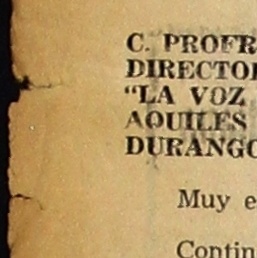 C. PROFR
DIRECTO
"LA VOZ
AQUILES
DURANGO
Muy e
Contin